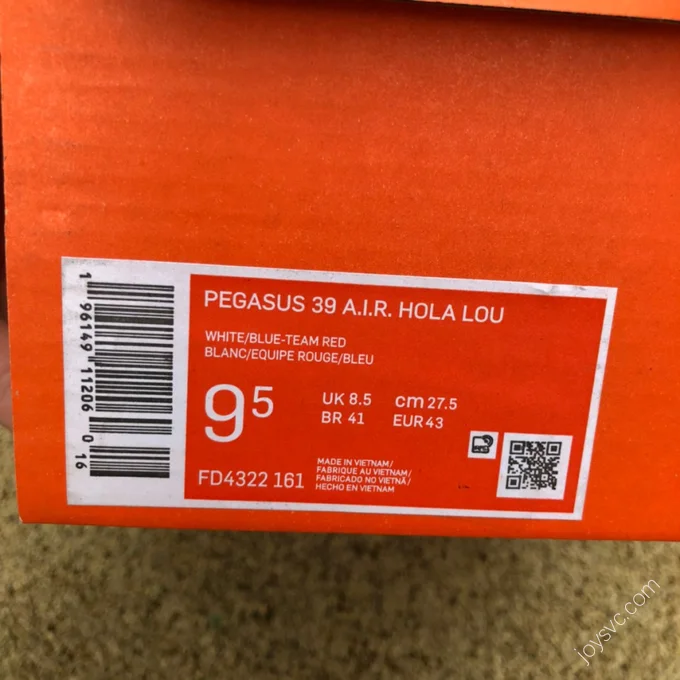 PEGASUS 39 A.I.R. HOLA LOU
WHITE/BLUE-TEAM RED
BLANC/EQUIPE ROUGE/BLEU
9.5
UK 8.5 cm 27.5
BR 41 EUR 43
FD4322 161
MADE IN VIETNAM/
FABRIQUE AU VIETNAM/
FABRICADO NO VIETNÃ/
HECHO EN VIETNAM
1 96149 11206 0 16
joysvc.com